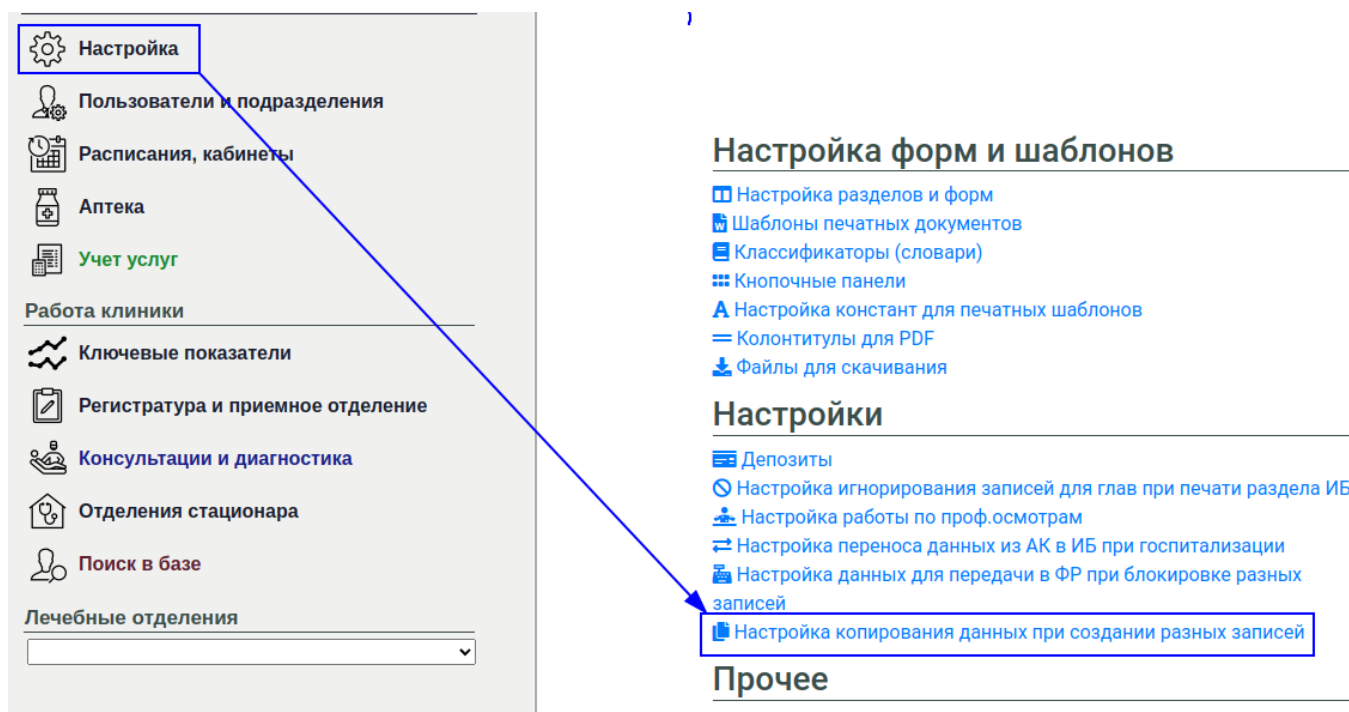 Настройка
Пользователи и подразделения
Расписания, кабинеты
Аптека
Учет услуг
Работа клиники
Ключевые показатели
Регистратура и приемное отделение
Консультации и диагностика
Отделения стационара
Поиск в базе
Лечебные отделения
Настройка форм и шаблонов
Настройка разделов и форм
Шаблоны печатных документов
Классификаторы (словари)
Кнопочные панели
Настройка констант для печатных шаблонов
Колонтитулы для PDF
Файлы для скачивания
Настройки
Депозиты
Настройка игнорирования записей для глав при печати раздела ИБ
Настройка работы по проф.осмотрам
Настройка переноса данных из АК в ИБ при госпитализации
Настройка данных для передачи в ФР при блокировке разных
записей
Настройка копирования данных при создании разных записей
Прочее